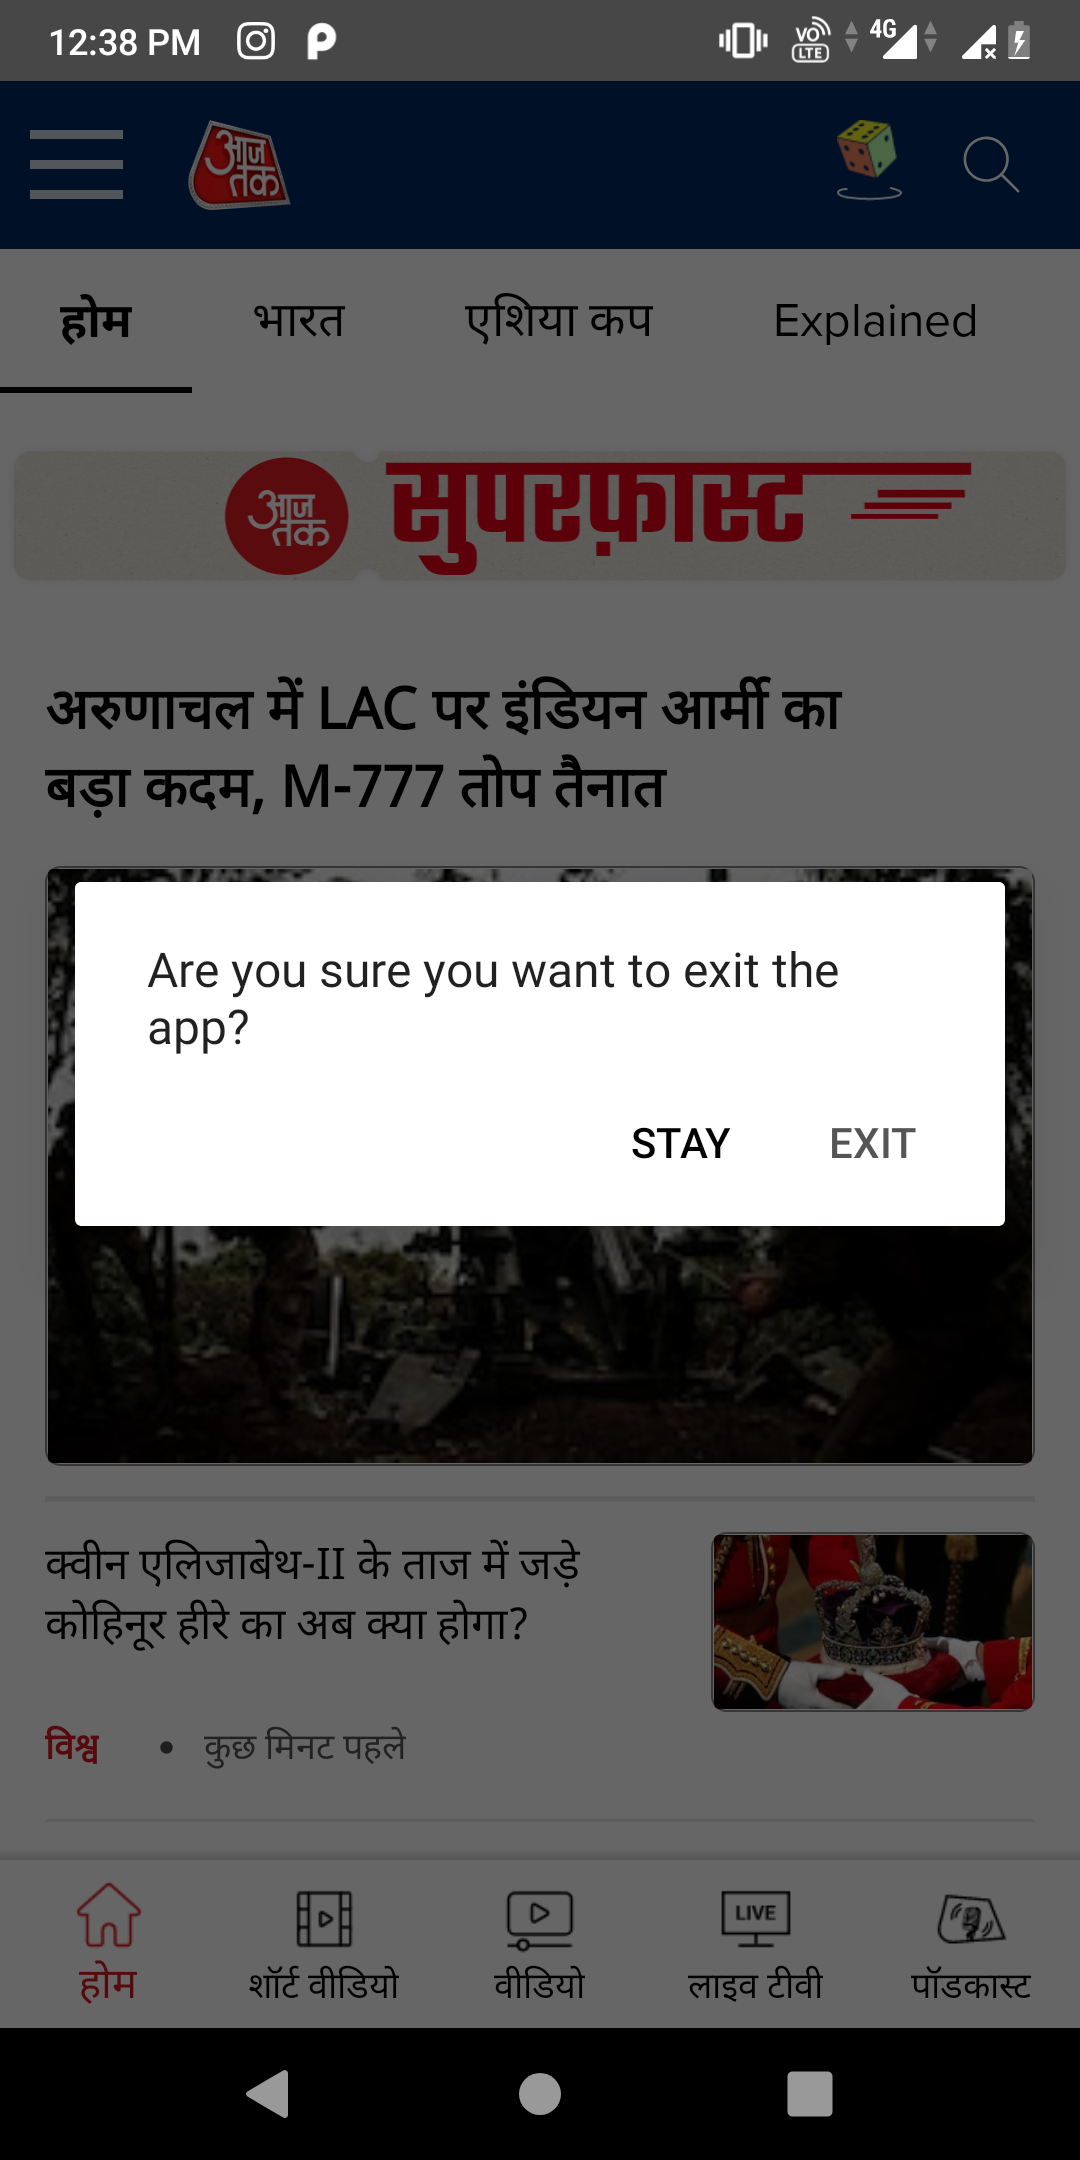 12:38 PM
VO
LTE
4G
आज
तक
होम
भारत
एशिया कप
Explained
आज
तक
सुपरफ़ास्ट
अरुणाचल में LAC पर इंडियन आर्मी का
बड़ा कदम, M-777 तोप तैनात
Are you sure you want to exit the
app?
STAY
EXIT
क्वीन एलिजाबेथ-II के ताज में जड़े
कोहिनूर हीरे का अब क्या होगा?
विश्व • कुछ मिनट पहले
LIVE
होम
शॉर्ट वीडियो
वीडियो
लाइव टीवी
पॉडकास्ट